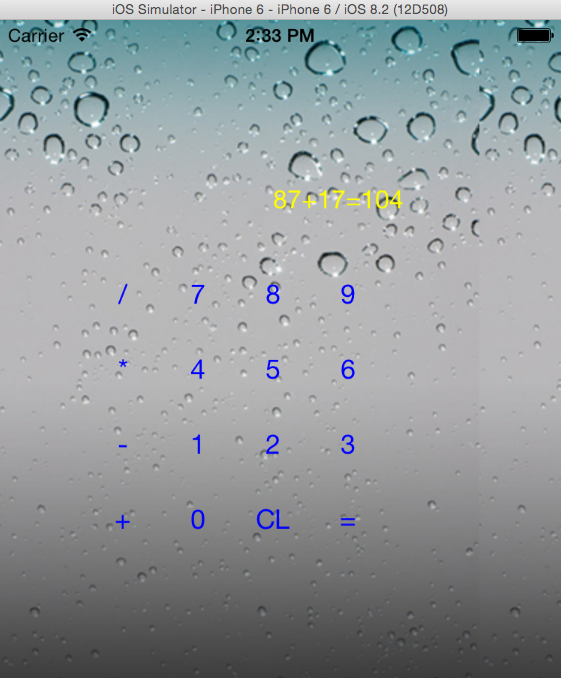 iOS Simulator - iPhone 6 - iPhone 6 / iOS 8.2 (12D508)
Carrier 2:33 PM
87+17=104
/ 7 8 9
* 4 5 6
- 1 2 3
+ 0 CL =